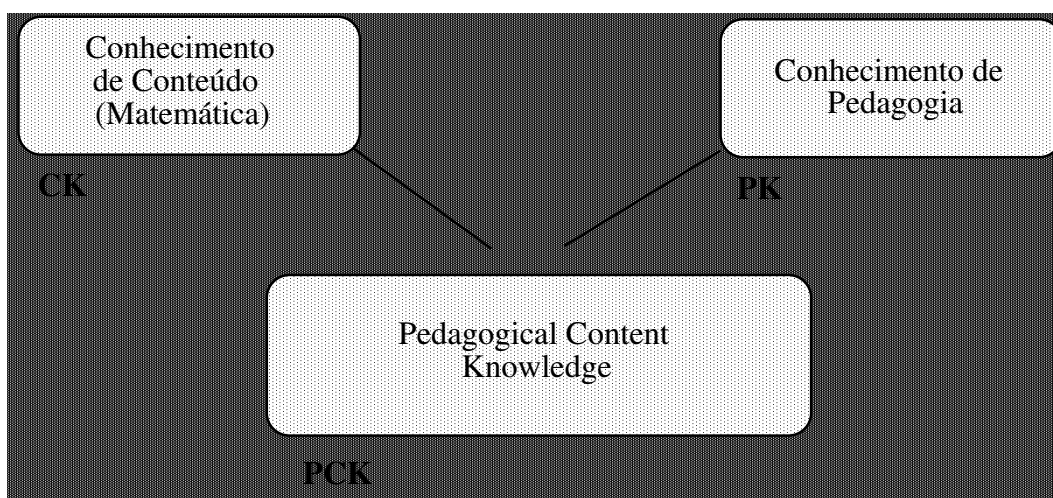 Conhecimento
de Conteúdo
(Matemática)
CK
Conhecimento de
Pedagogia
PK
Pedagogical Content
Knowledge
PCK